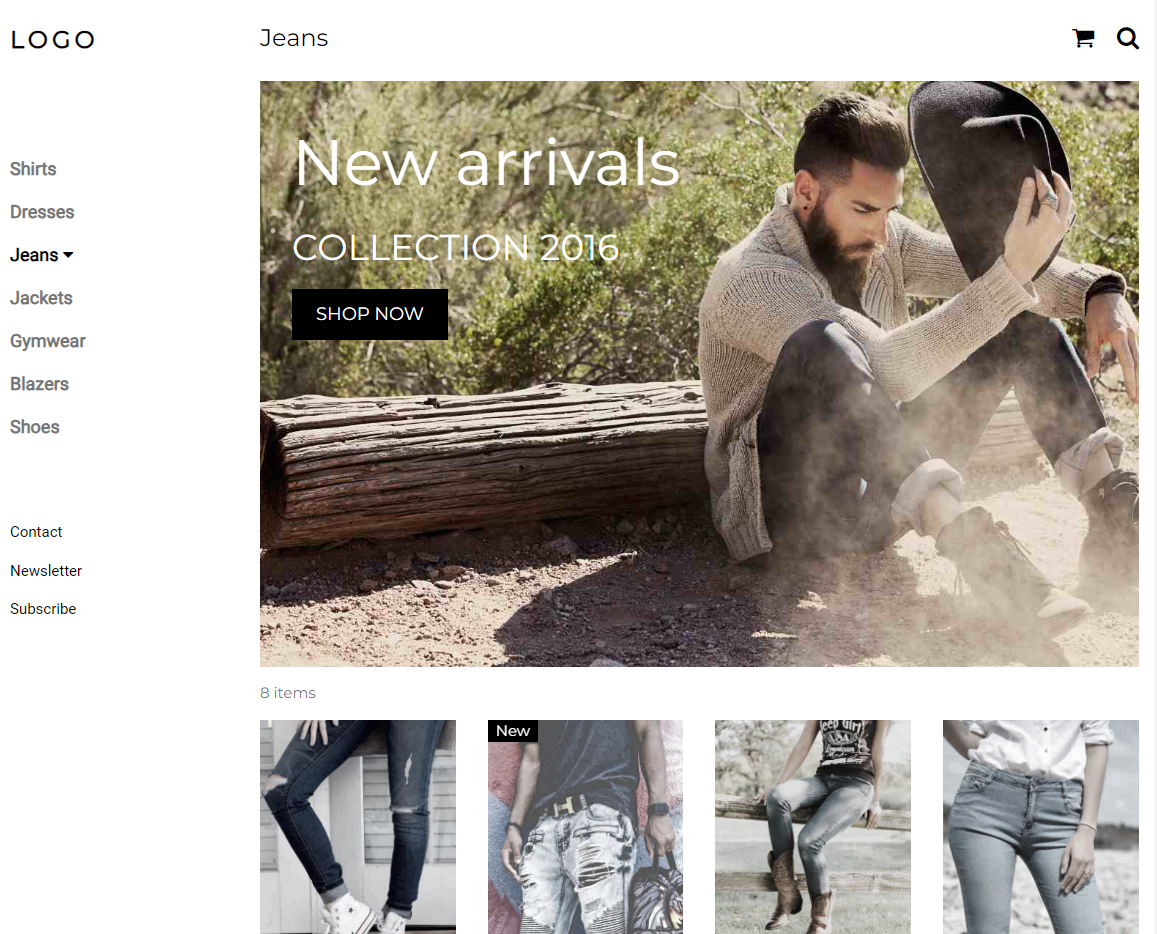 LOGO
Jeans
Shirts
Dresses
Jeans
Jackets
Gymwear
Blazers
Shoes
Contact
Newsletter
Subscribe
New arrivals
COLLECTION 2016
SHOP NOW
8 items
New
USA